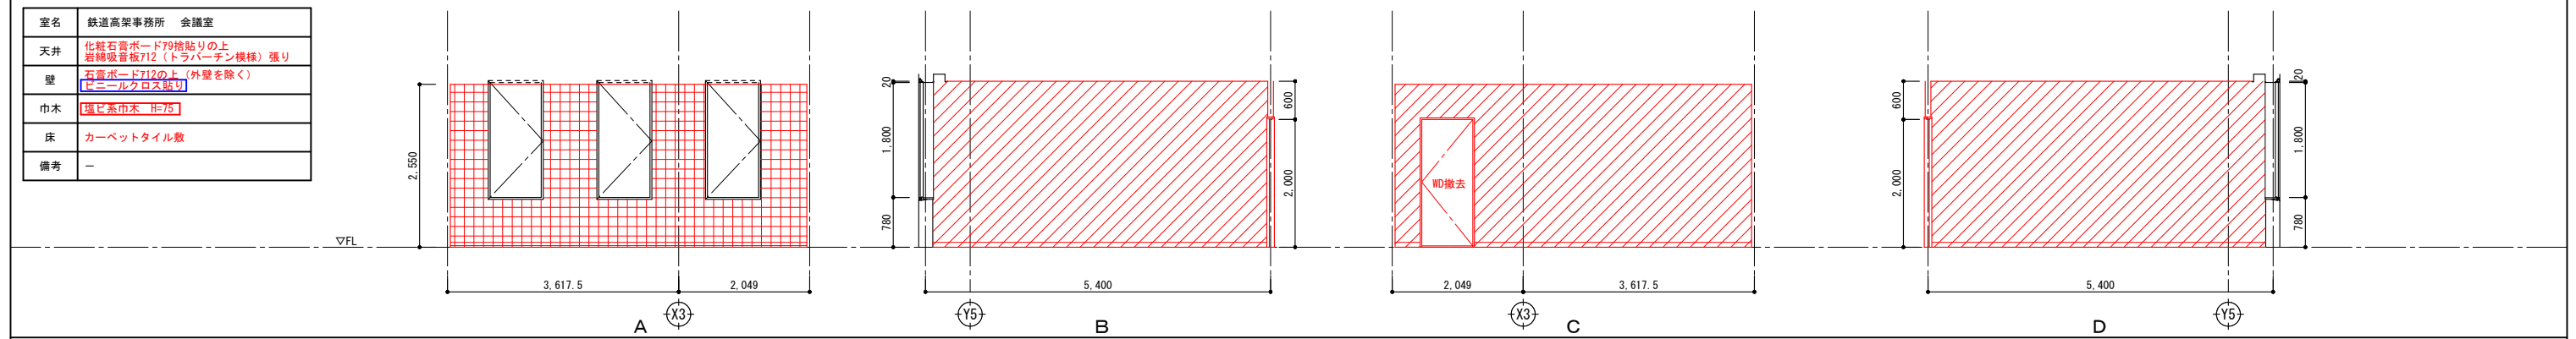 室名 鉄道高架事務所 会議室
天井 化粧石膏ボードア9捨貼りの上
岩綿吸音板ア12（トラバーチン模様）張り
壁 石膏ボードア12の上（外壁を除く）
ビニールクロス貼り
巾木 塩ビ系巾木 H=75
床 カーペットタイル敷
備考 －
▽FL
2,550
3,617.5
2,049
X3
A
20
1,800
780
600
2,000
5,400
Y5
B
WD撤去
2,049
3,617.5
X3
C
600
2,000
20
1,800
780
5,400
Y5
D